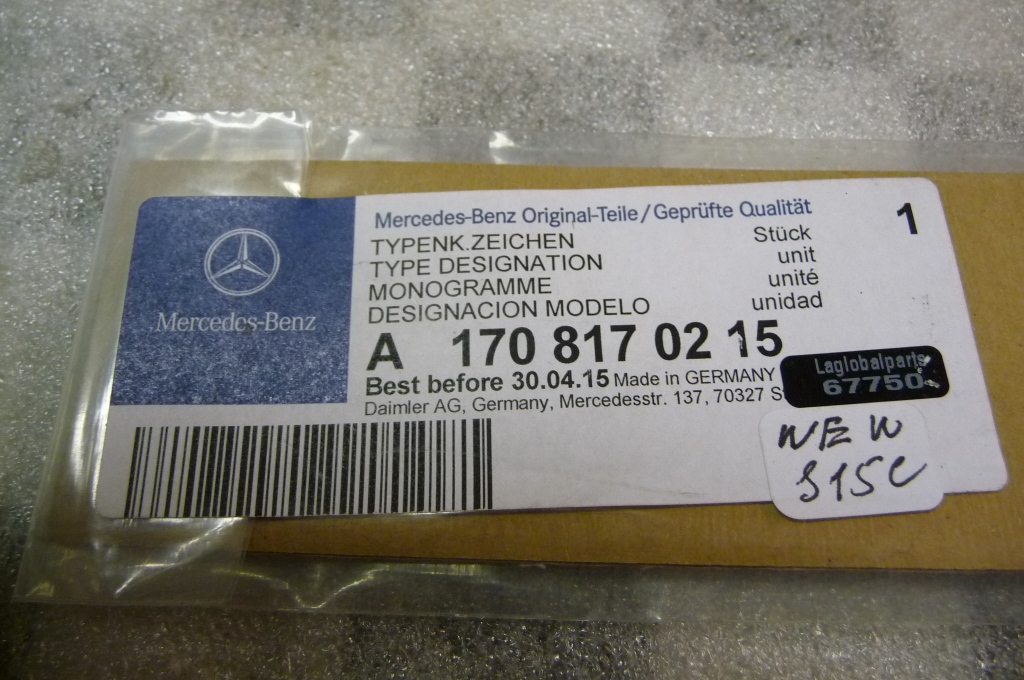 Mercedes-Benz
Mercedes-Benz Original-Teile/Geprüfte Qualität
1
TYPENK.ZEICHEN Stück
TYPE DESIGNATION unit
MONOGRAMME unité
DESIGNACION MODELO unidad
A 170 817 02 15
Best before 30.04.15 Made in GERMANY
Daimler AG, Germany, Mercedesstr. 137, 70327 S
Laglobalparts
67750
NEW
S15C